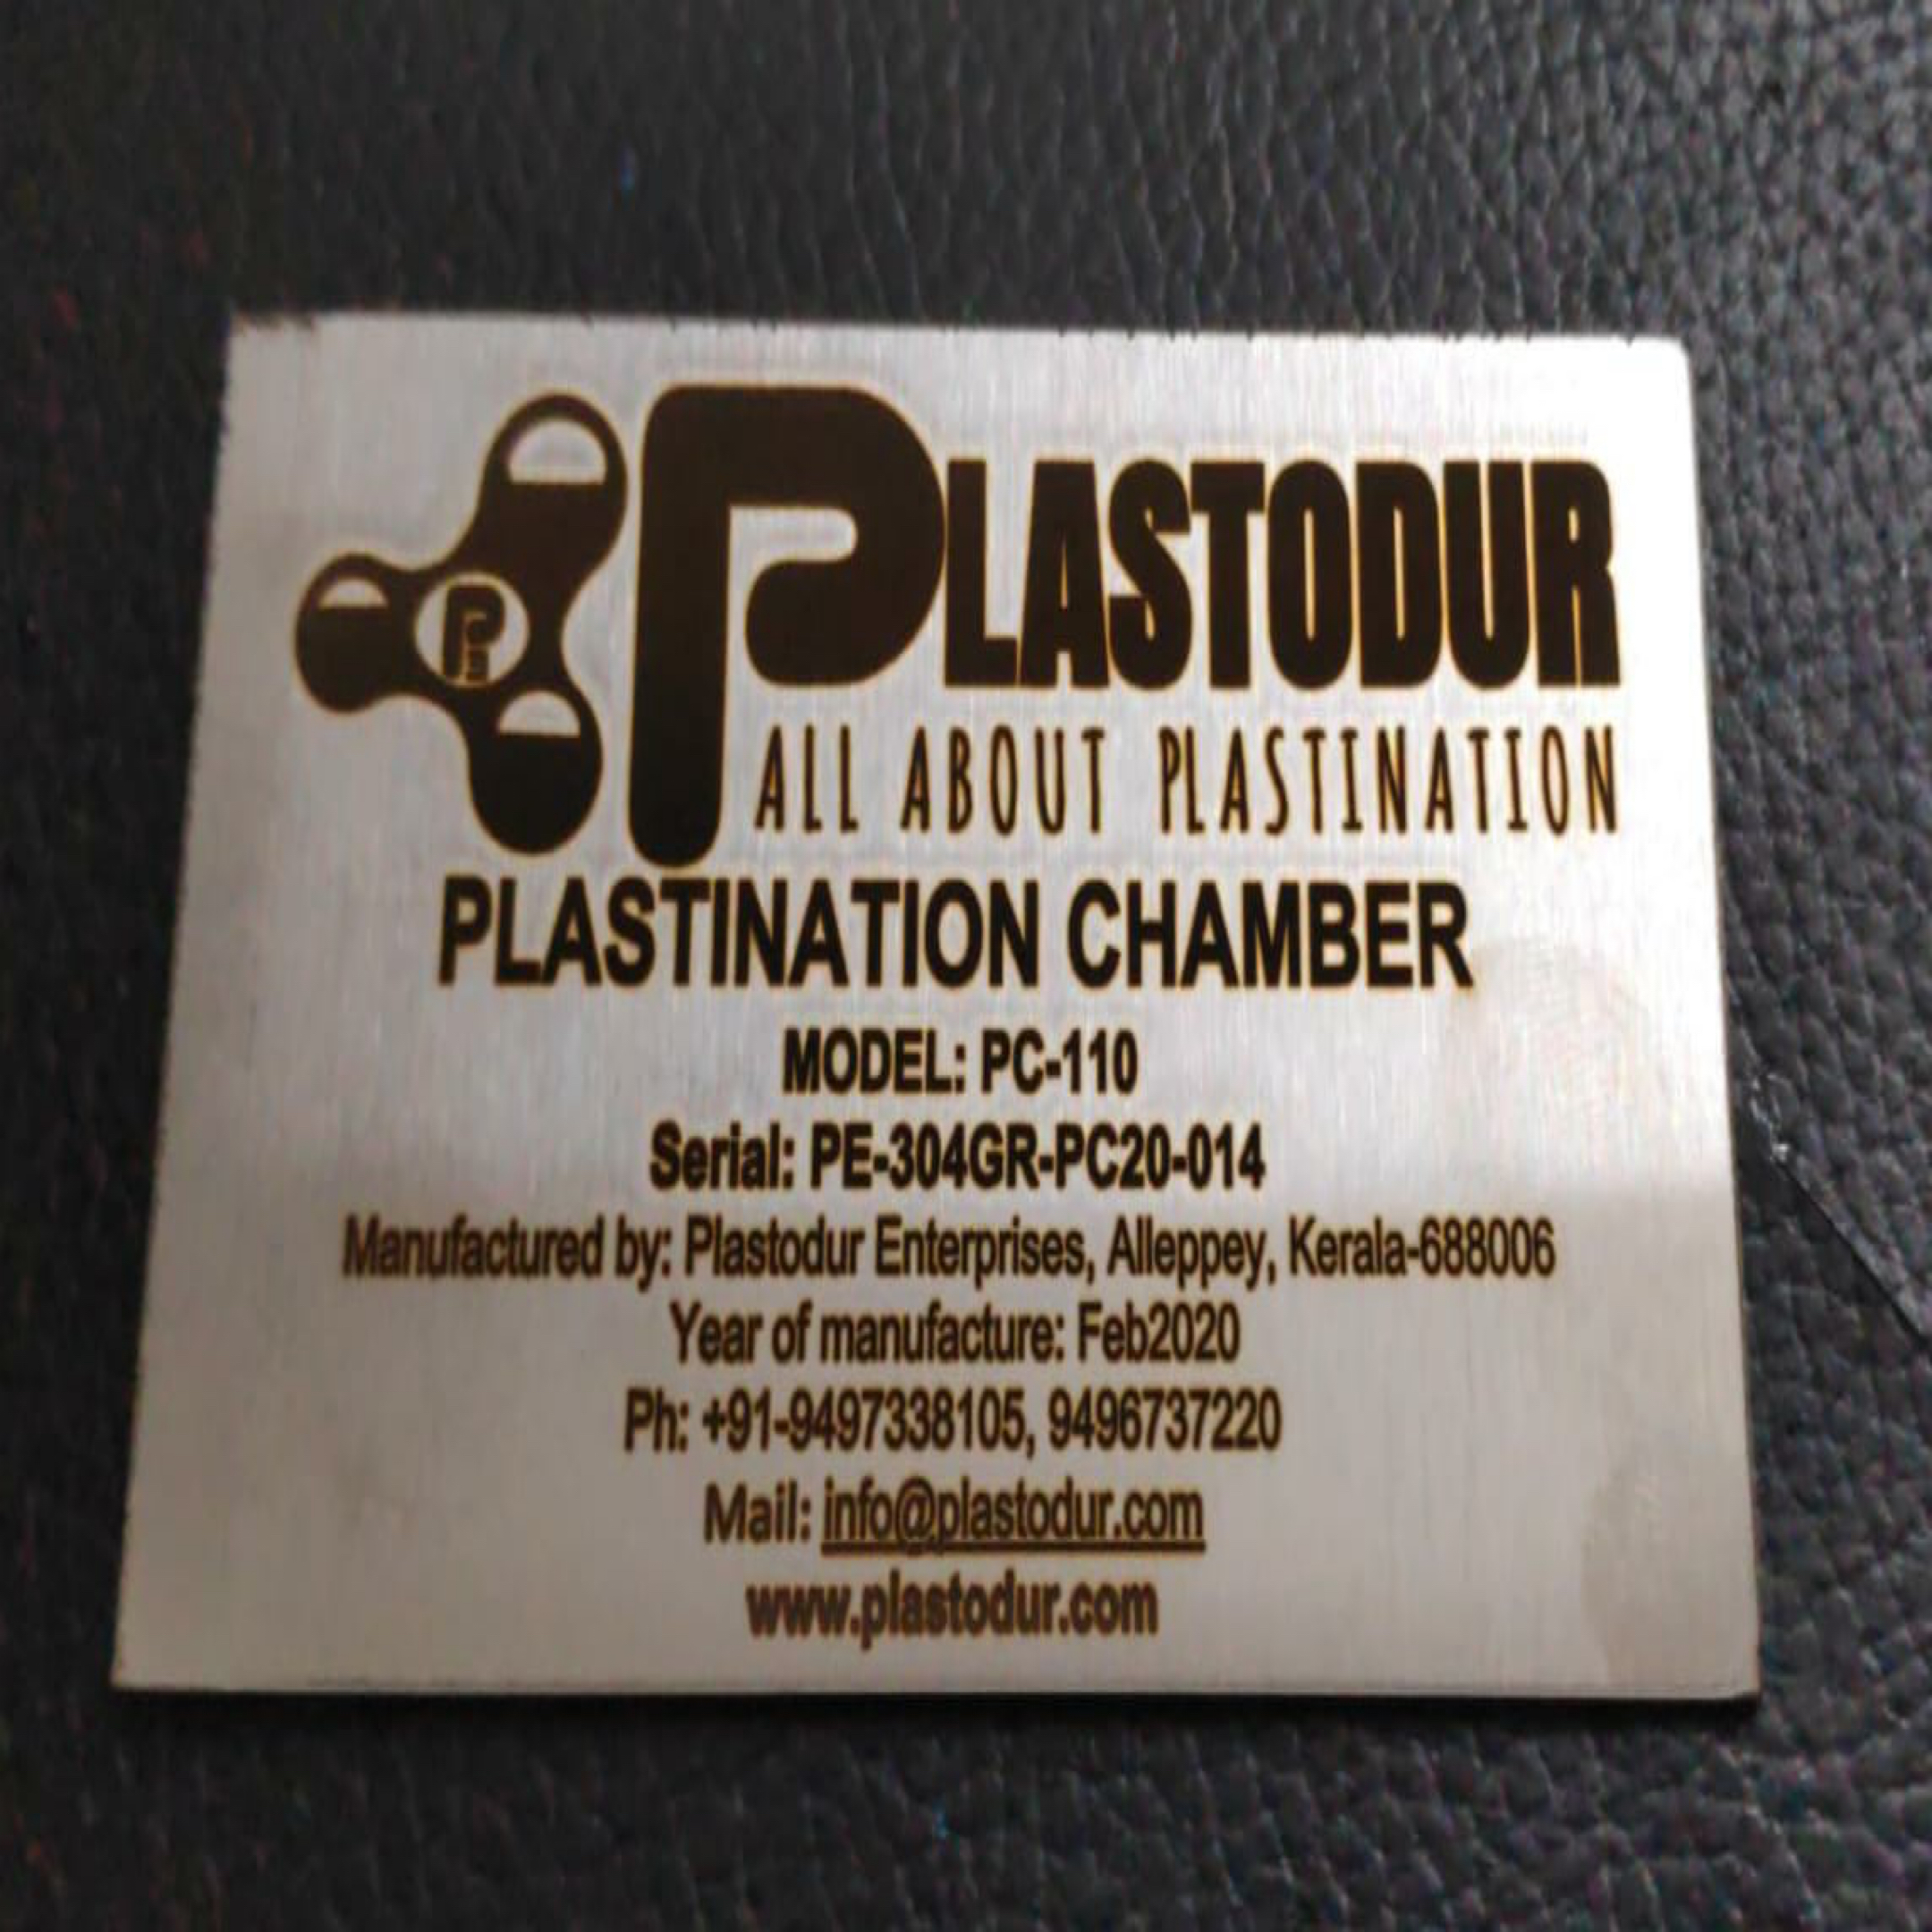 PLASTODUR
ALL ABOUT PLASTINATION
PLASTINATION CHAMBER
MODEL: PC-110
Serial: PE-304GR-PC20-014
Manufactured by: Plastodur Enterprises, Alleppey, Kerala-688006
Year of manufacture: Feb2020
Ph: +91-9497338105, 9496737220
Mail: info@plastodur.com
www.plastodur.com